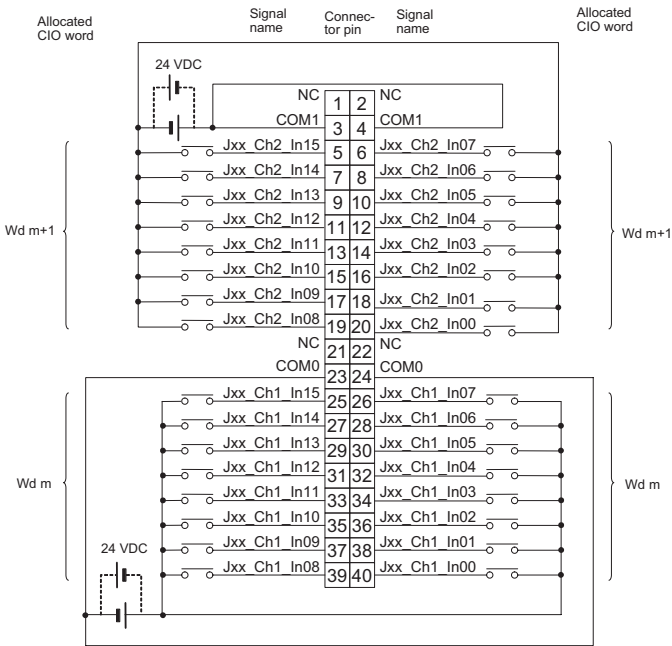 Allocated
CIO word
Signal
name
Connec-
tor pin
Signal
name
Allocated
CIO word
24 VDC
NC 1 2 NC
COM1 3 4 COM1
Jxx_Ch2_In15 5 6 Jxx_Ch2_In07
Jxx_Ch2_In14 7 8 Jxx_Ch2_In06
Jxx_Ch2_In13 9 10 Jxx_Ch2_In05
Wd m+1 Jxx_Ch2_In12 11 12 Jxx_Ch2_In04 Wd m+1
Jxx_Ch2_In11 13 14 Jxx_Ch2_In03
Jxx_Ch2_In10 15 16 Jxx_Ch2_In02
Jxx_Ch2_In09 17 18 Jxx_Ch2_In01
Jxx_Ch2_In08 19 20 Jxx_Ch2_In00
NC 21 22 NC
COM0 23 24 COM0
Jxx_Ch1_In15 25 26 Jxx_Ch1_In07
Jxx_Ch1_In14 27 28 Jxx_Ch1_In06
Jxx_Ch1_In13 29 30 Jxx_Ch1_In05
Wd m Jxx_Ch1_In12 31 32 Jxx_Ch1_In04 Wd m
Jxx_Ch1_In11 33 34 Jxx_Ch1_In03
Jxx_Ch1_In10 35 36 Jxx_Ch1_In02
24 VDC Jxx_Ch1_In09 37 38 Jxx_Ch1_In01
Jxx_Ch1_In08 39 40 Jxx_Ch1_In00